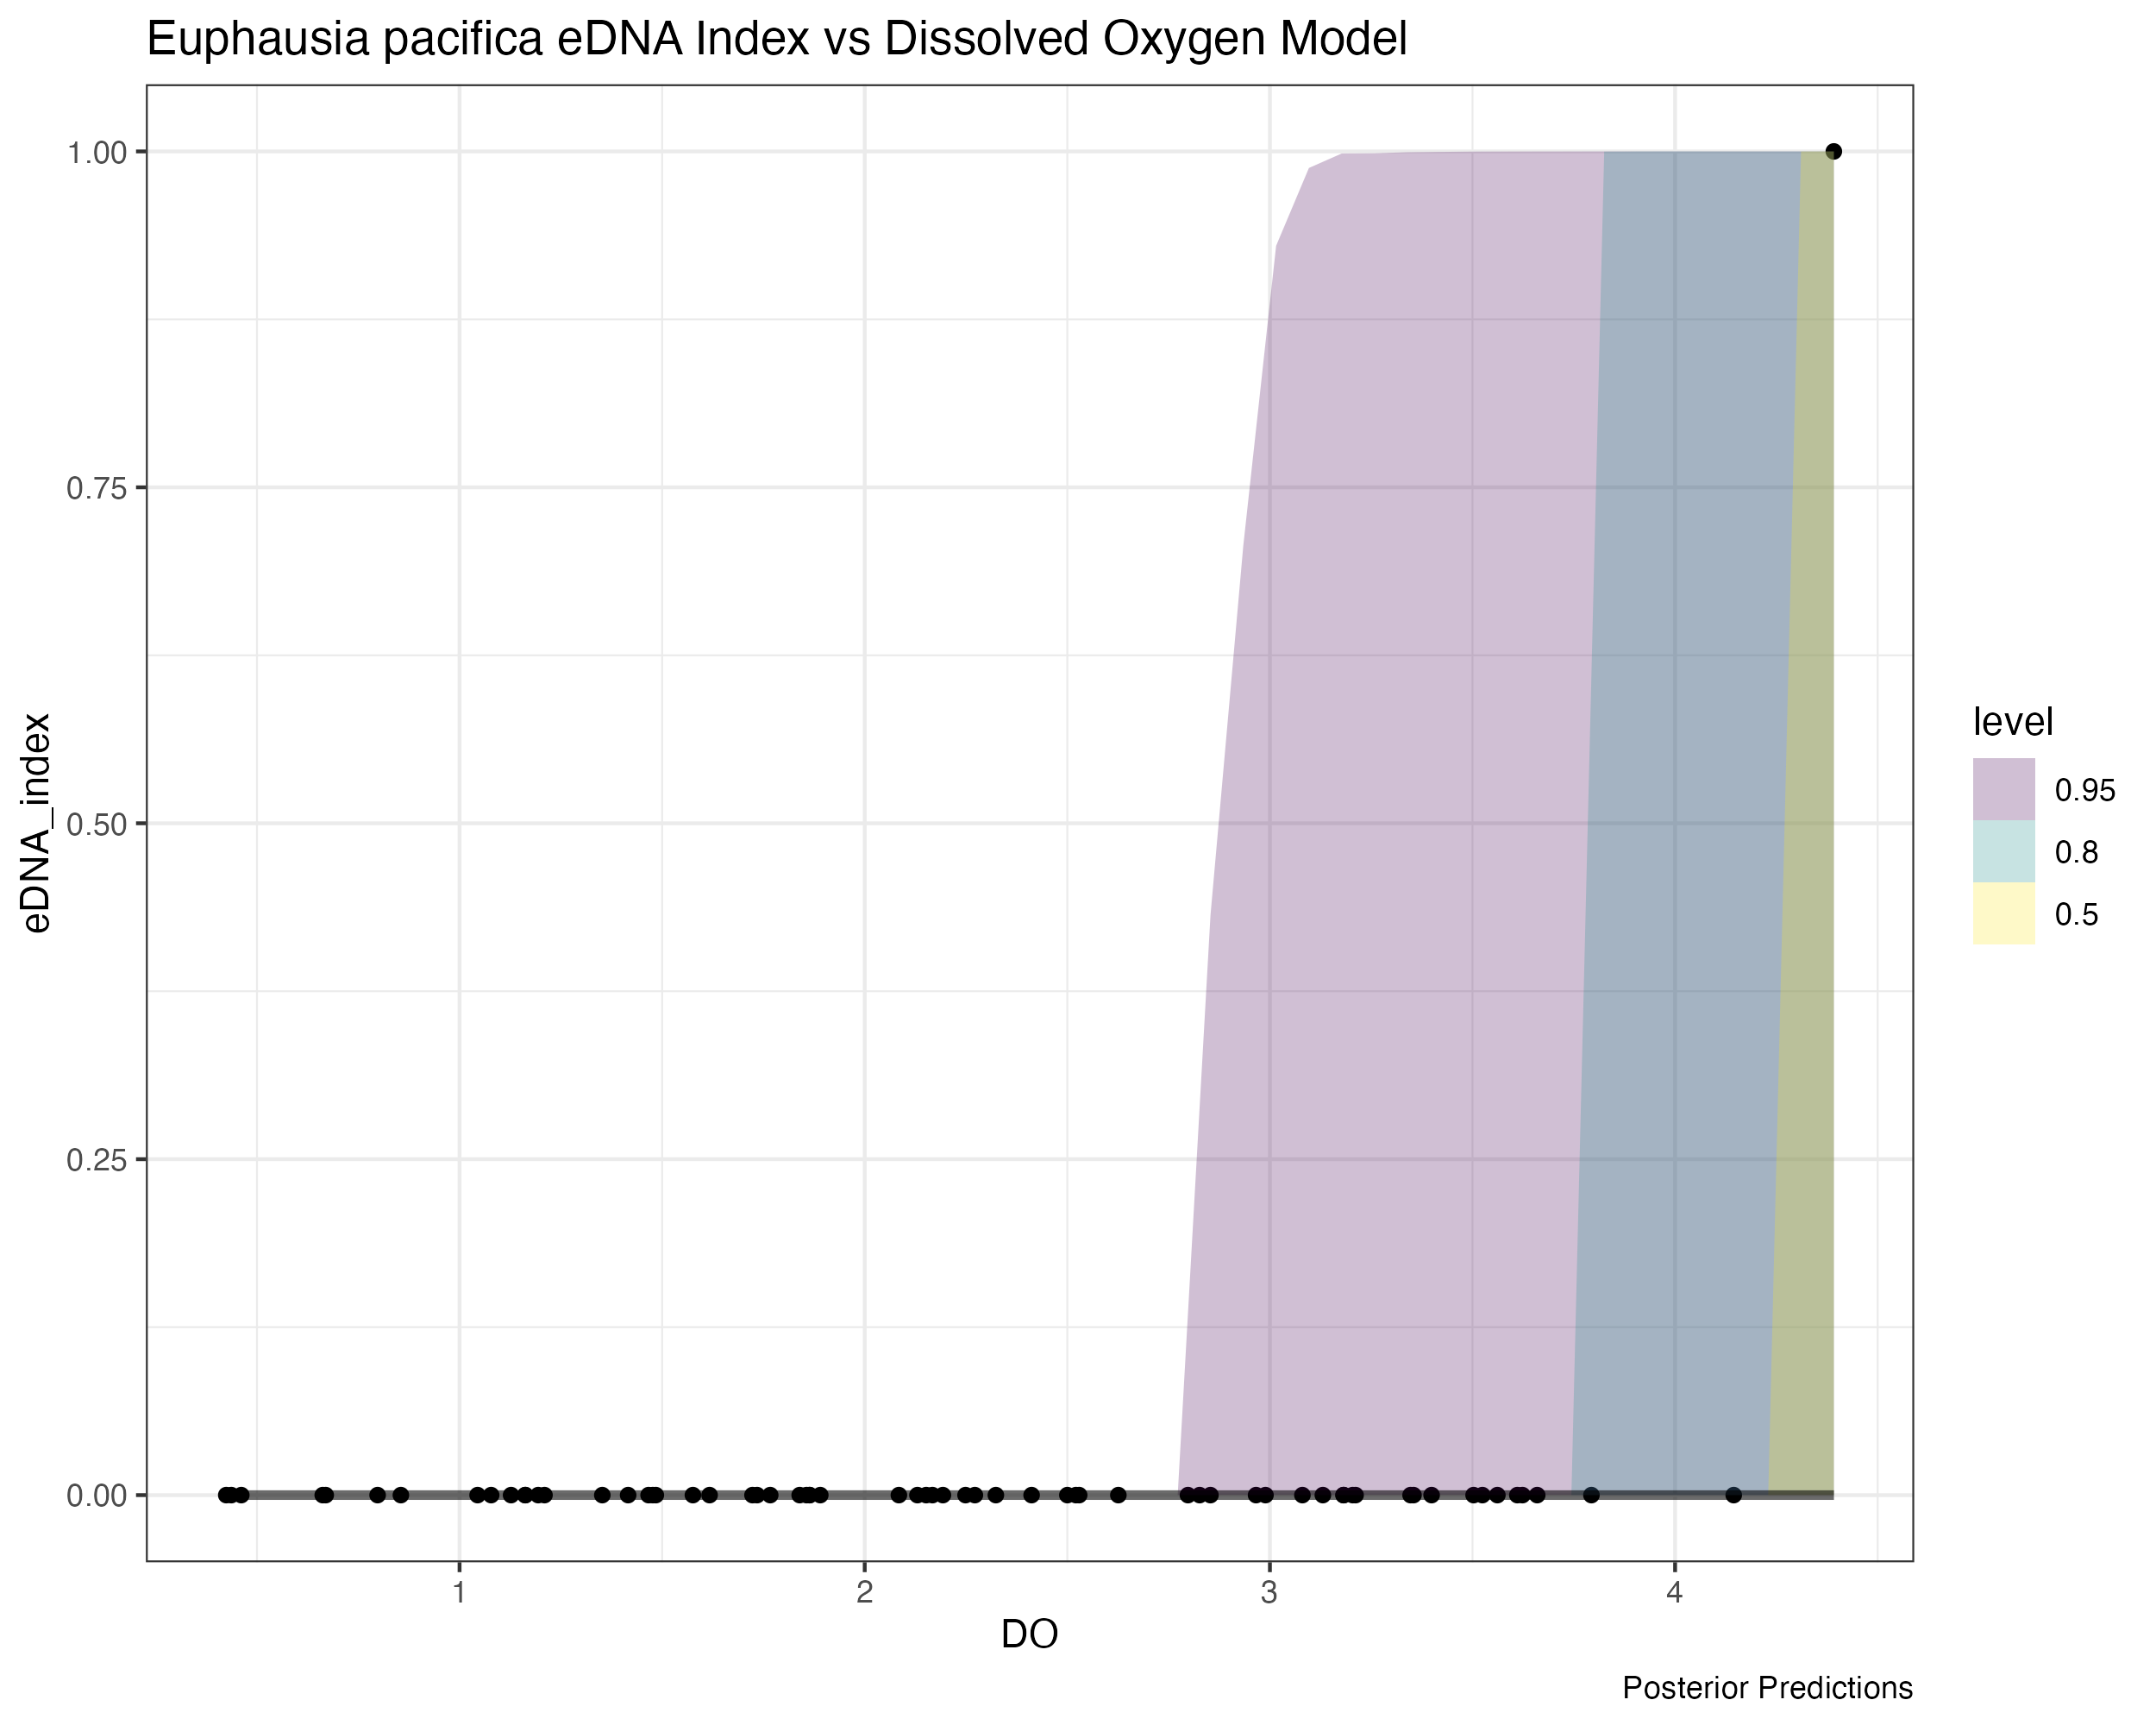 Euphausia pacifica eDNA Index vs Dissolved Oxygen Model
1.00
0.75
0.50
0.25
0.00
eDNA_index
1 2 3 4
DO
level
0.95
0.8
0.5
Posterior Predictions